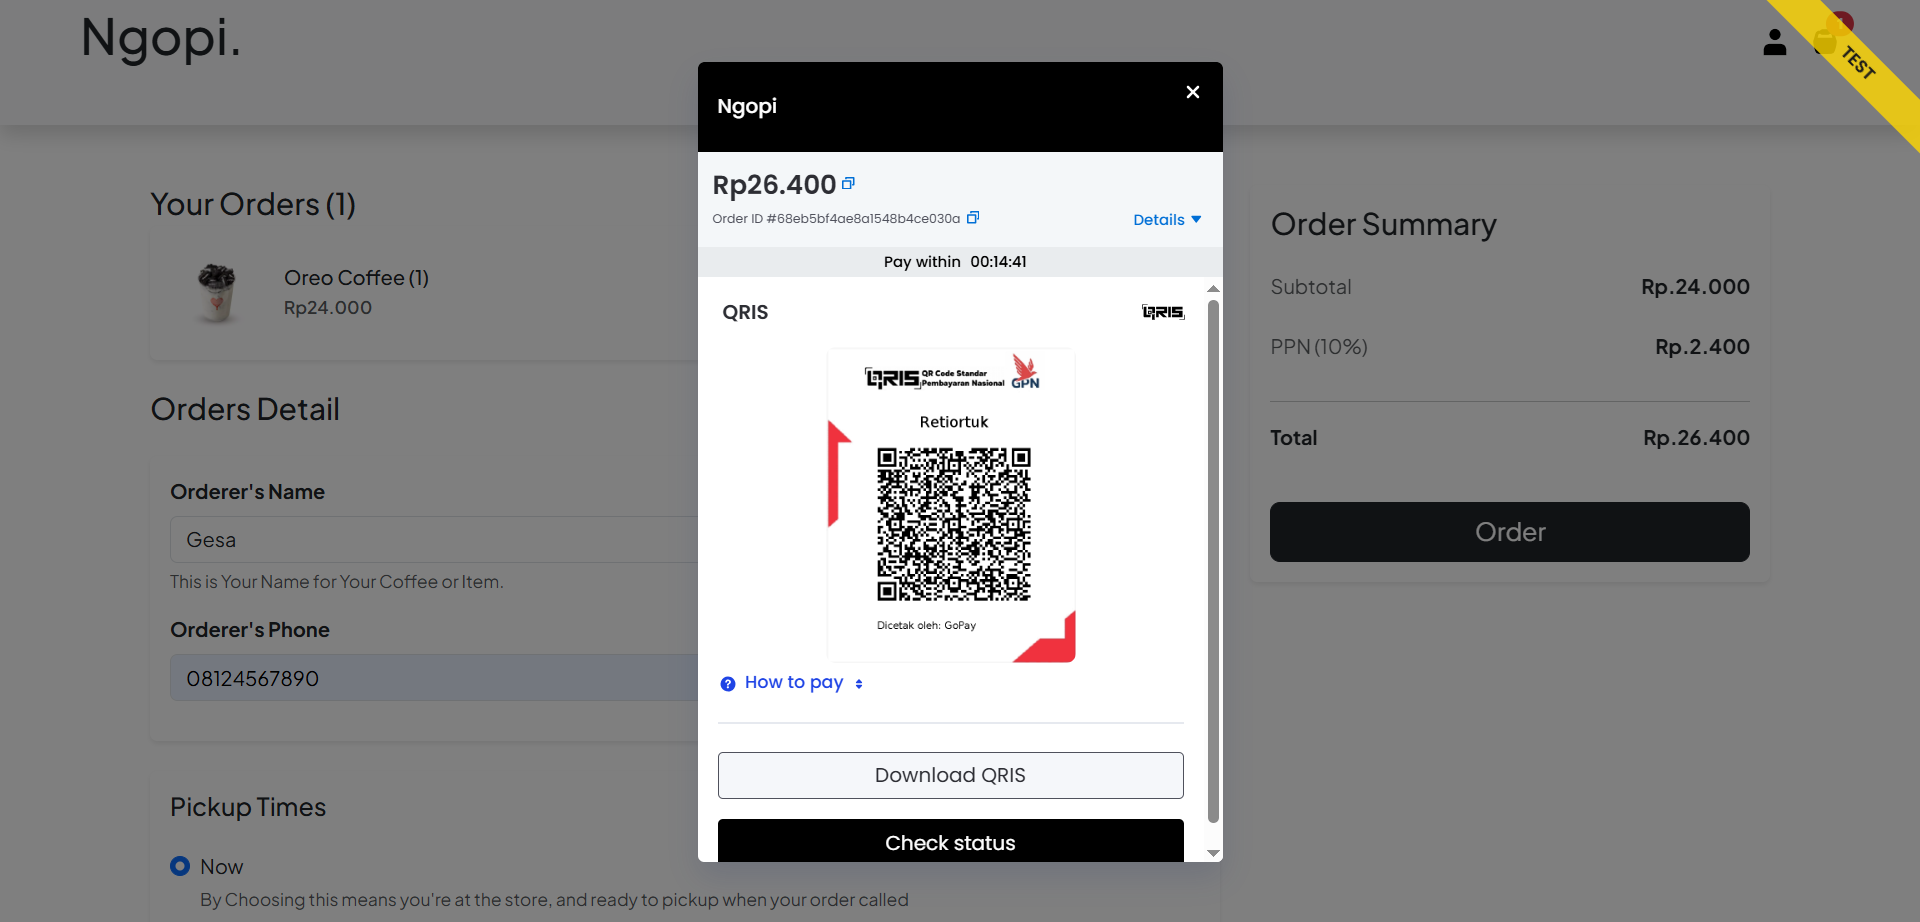 Ngopi.
1
TEST
Your Orders (1)
Oreo Coffee (1)
Rp24.000
Orders Detail
Orderer's Name
Gesa
This is Your Name for Your Coffee or Item.
Orderer's Phone
08124567890
Pickup Times
Now
By Choosing this means you're at the store, and ready to pickup when your order called
Ngopi
Rp26.400
Order ID #68eb5bf4ae8a1548b4ce030a
Details
Pay within 00:14:41
QRIS
QRIS
QRIS QR Code Standar
Pembayaran Nasional
GPN
Retiortuk
Dicetak oleh: GoPay
? How to pay
Download QRIS
Check status
Order Summary
Subtotal Rp.24.000
PPN (10%) Rp.2.400
Total Rp.26.400
Order